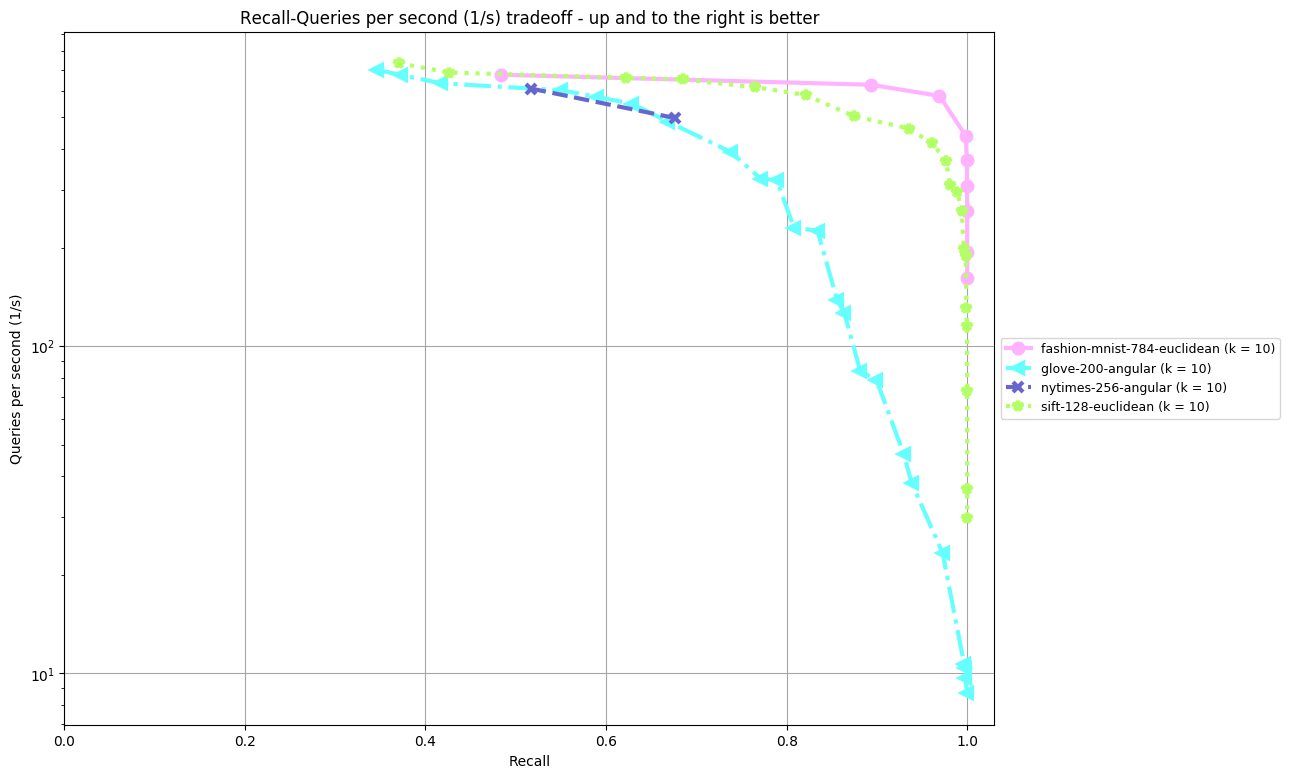 Recall-Queries per second (1/s) tradeoff - up and to the right is better
Queries per second (1/s)
10²
10¹
0.0 0.2 0.4 0.6 0.8 1.0
Recall
fashion-mnist-784-euclidean (k = 10)
glove-200-angular (k = 10)
nytimes-256-angular (k = 10)
sift-128-euclidean (k = 10)